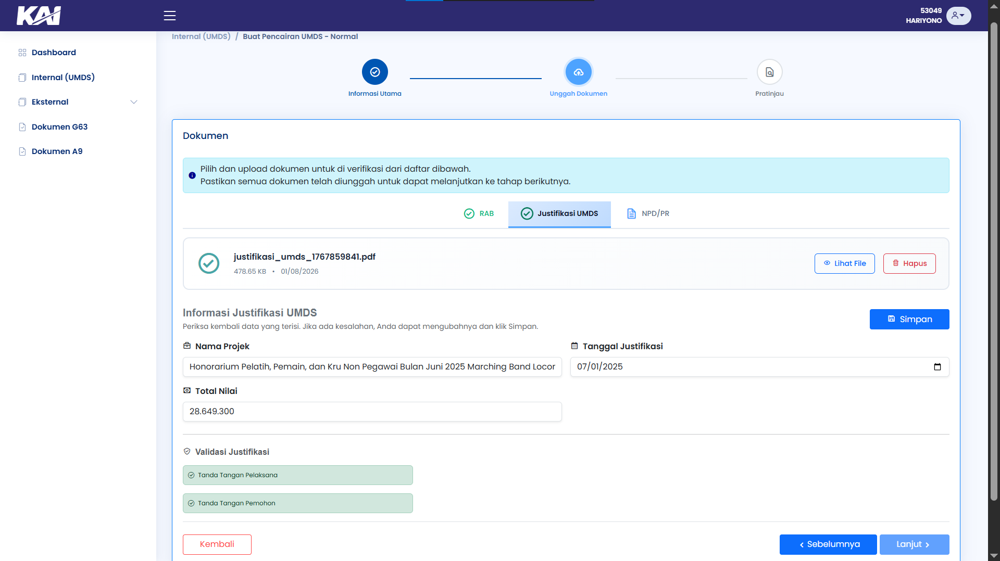 KAI
53049
HARIYONO
Dashboard
Internal (UMDS)
Eksternal
Dokumen G63
Dokumen A9
Internal (UMDS) / Buat Pencairan UMDS - Normal
Informasi Utama
Unggah Dokumen
Pratinjau
Dokumen
Pilih dan upload dokumen untuk di verifikasi dari daftar dibawah.
Pastikan semua dokumen telah diunggah untuk dapat melanjutkan ke tahap berikutnya.
RAB
Justifikasi UMDS
NPD/PR
justifikasi_umds_1767859841.pdf
478.65 KB • 01/08/2026
Lihat File
Hapus
Informasi Justifikasi UMDS
Periksa kembali data yang terisi. Jika ada kesalahan, Anda dapat mengubahnya dan klik Simpan.
Simpan
Nama Projek
Honorarium Pelatih, Pemain, dan Kru Non Pegawai Bulan Juni 2025 Marching Band Locor
Tanggal Justifikasi
07/01/2025
Total Nilai
28.649.300
Validasi Justifikasi
Tanda Tangan Pelaksana
Tanda Tangan Pemohon
Kembali
‹ Sebelumnya
Lanjut ›